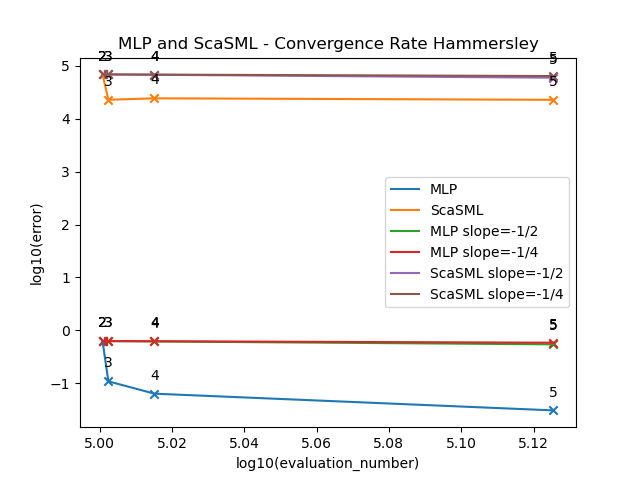 MLP and ScaSML - Convergence Rate Hammersley
log10(error)
5
4
3
2
1
0
−1
2 3 4 5
5
3 4 5
2 3 4 5
3
4
5
MLP
ScaSML
MLP slope=-1/2
MLP slope=-1/4
ScaSML slope=-1/2
ScaSML slope=-1/4
5.00 5.02 5.04 5.06 5.08 5.10 5.12
log10(evaluation_number)